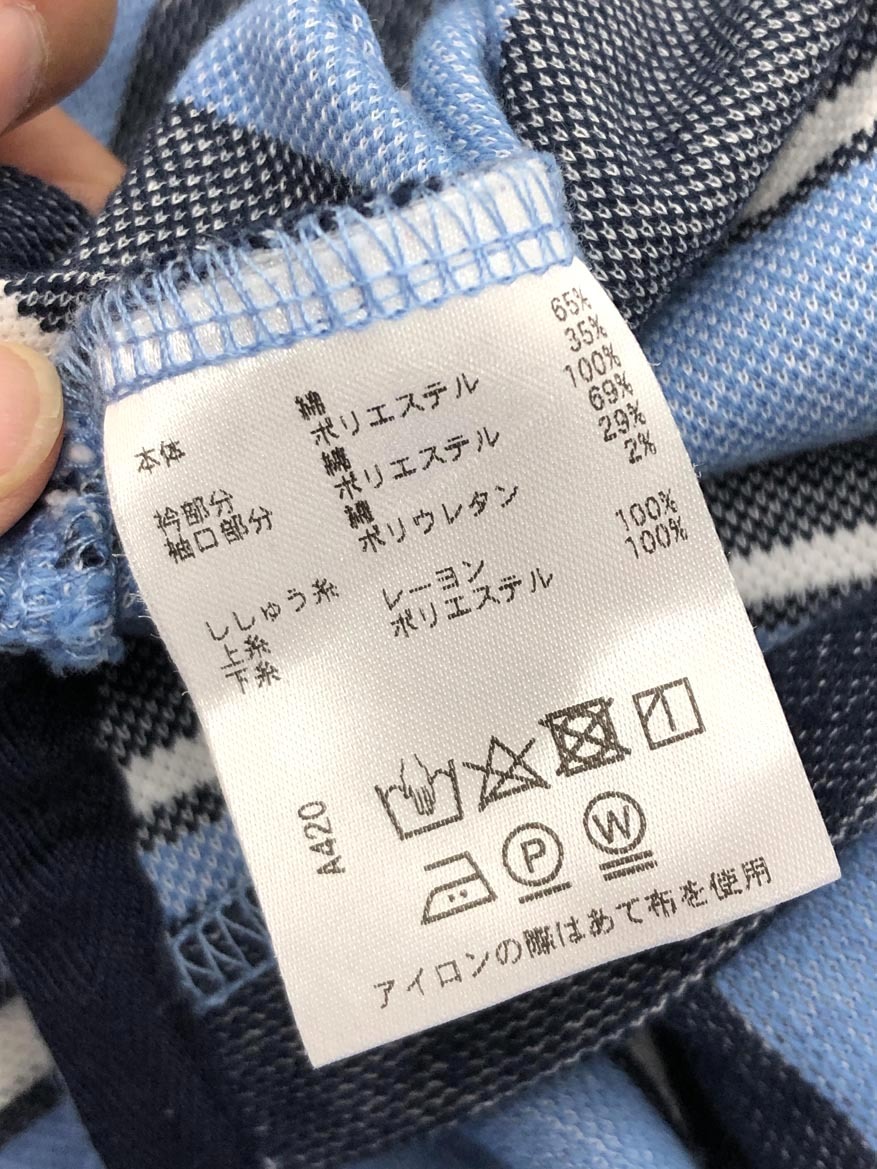 本体 綿 65%
ポリエステル 35%
衿部分 綿 100%
袖口部分 ポリエステル 69%
綿 29%
ポリウレタン 2%
ししゅう糸
上糸 レーヨン 100%
下糸 ポリエステル 100%
A420
P W
アイロンの際はあて布を使用